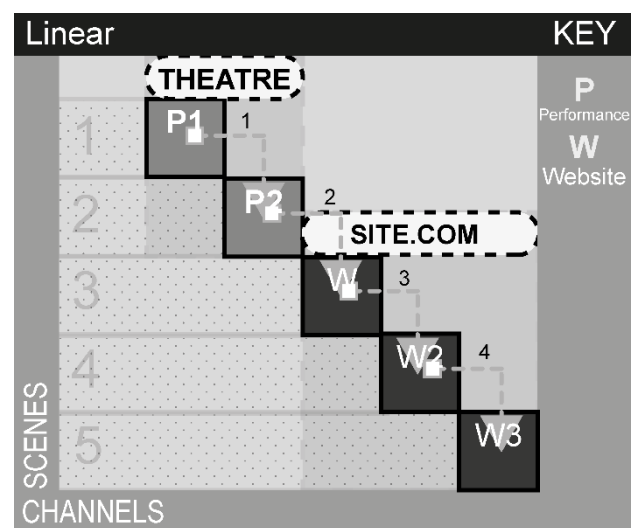 Linear KEY
THEATRE
P
Performance
W
Website
1 P1 1
2 P2 2
SITE.COM
3 W 3
4 W2 4
5 W3
SCENES
CHANNELS